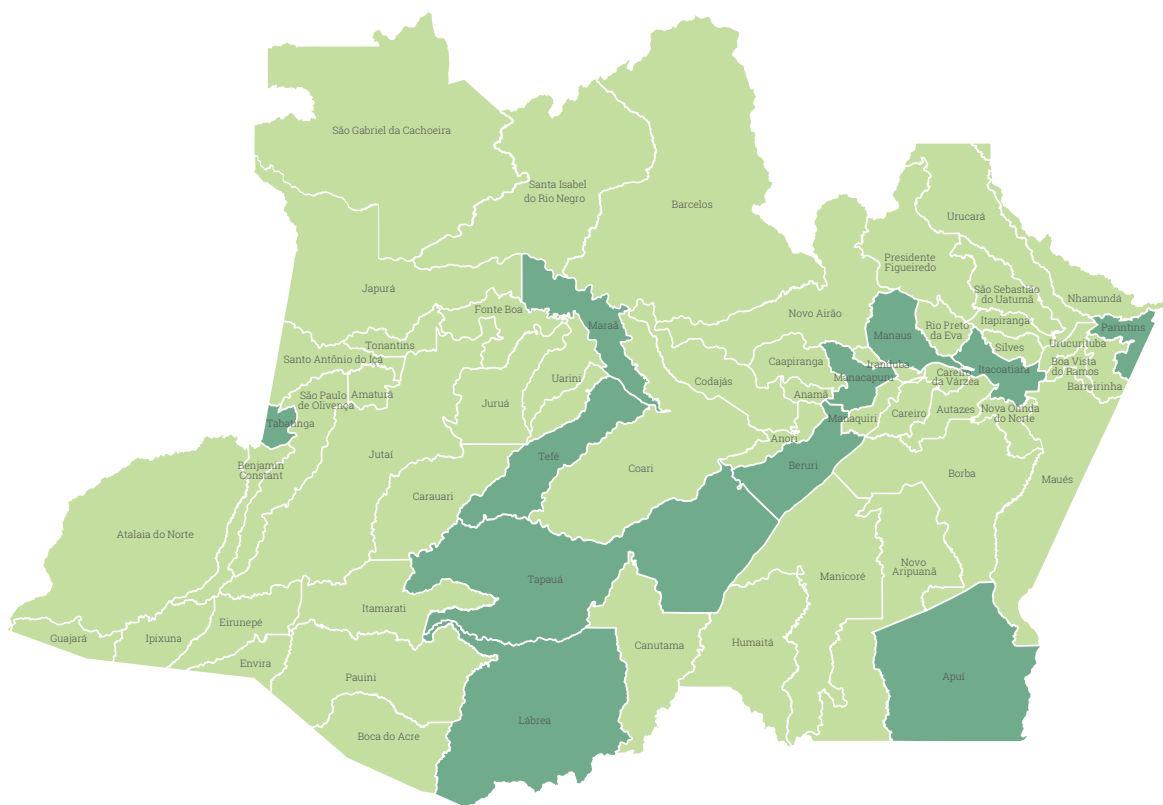 São Gabriel da Cachoeira
Santa Isabel
do Rio Negro
Barcelos
Urucará
Presidente
Figueiredo
Japurá
São Sebastião
do Uatumã
Nhamundá
Fonte Boa
Novo Airão
Maraã
Itapiranga
Parintins
Manaus
Rio Preto
da Eva
Tonantins
Silves
Urucurituba
Santo Antônio do Içá
Caapiranga
Iranduba
Boa Vista
do Ramos
Itacoatiara
Manacapuru
Careiro
da Várzea
Uarini
Codajás
Barreirinha
São Paulo
de Olivença
Amaturá
Anamã
Juruá
Autazes
Careiro
Nova Olinda
do Norte
Manaquiri
Tabatinga
Anori
Jutaí
Tefé
Coari
Beruri
Benjamin
Constant
Borba
Maués
Carauari
Atalaia do Norte
Novo
Aripuanã
Manicoré
Tapauá
Itamarati
Eirunepé
Guajará
Ipixuna
Humaitá
Canutama
Envira
Pauini
Apuí
Lábrea
Boca do Acre